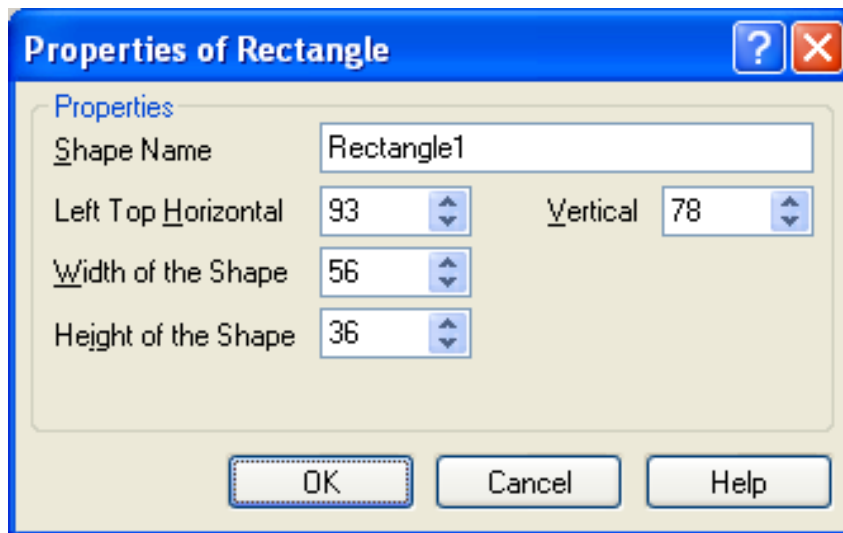 Properties of Rectangle ?
Properties
Shape Name Rectangle1
Left Top Horizontal 93 Vertical 78
Width of the Shape 56
Height of the Shape 36
OK Cancel Help